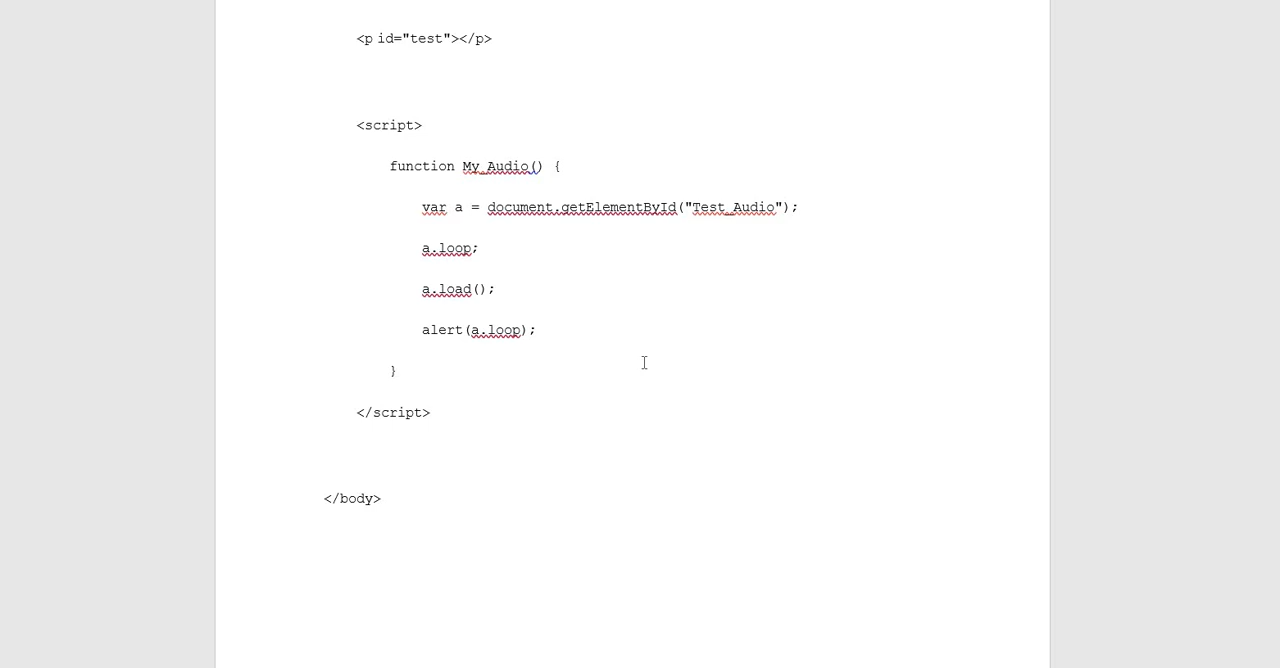 <p id="test"></p>
<script>
function My_Audio() {
var a = document.getElementById("Test_Audio");
a.loop;
a.load();
alert(a.loop);
}
</script>
</body>